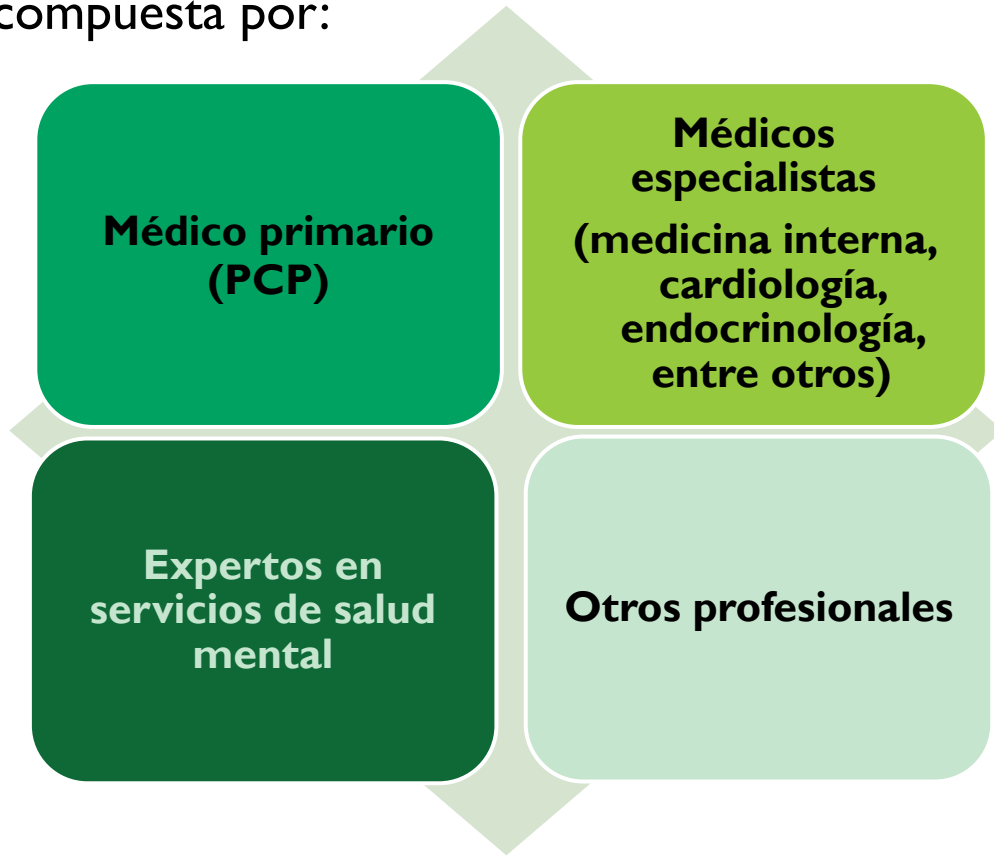 compuesta por:
Médico primario
(PCP)
Médicos
especialistas
(medicina interna,
cardiología,
endocrinología,
entre otros)
Expertos en
servicios de salud
mental
Otros profesionales